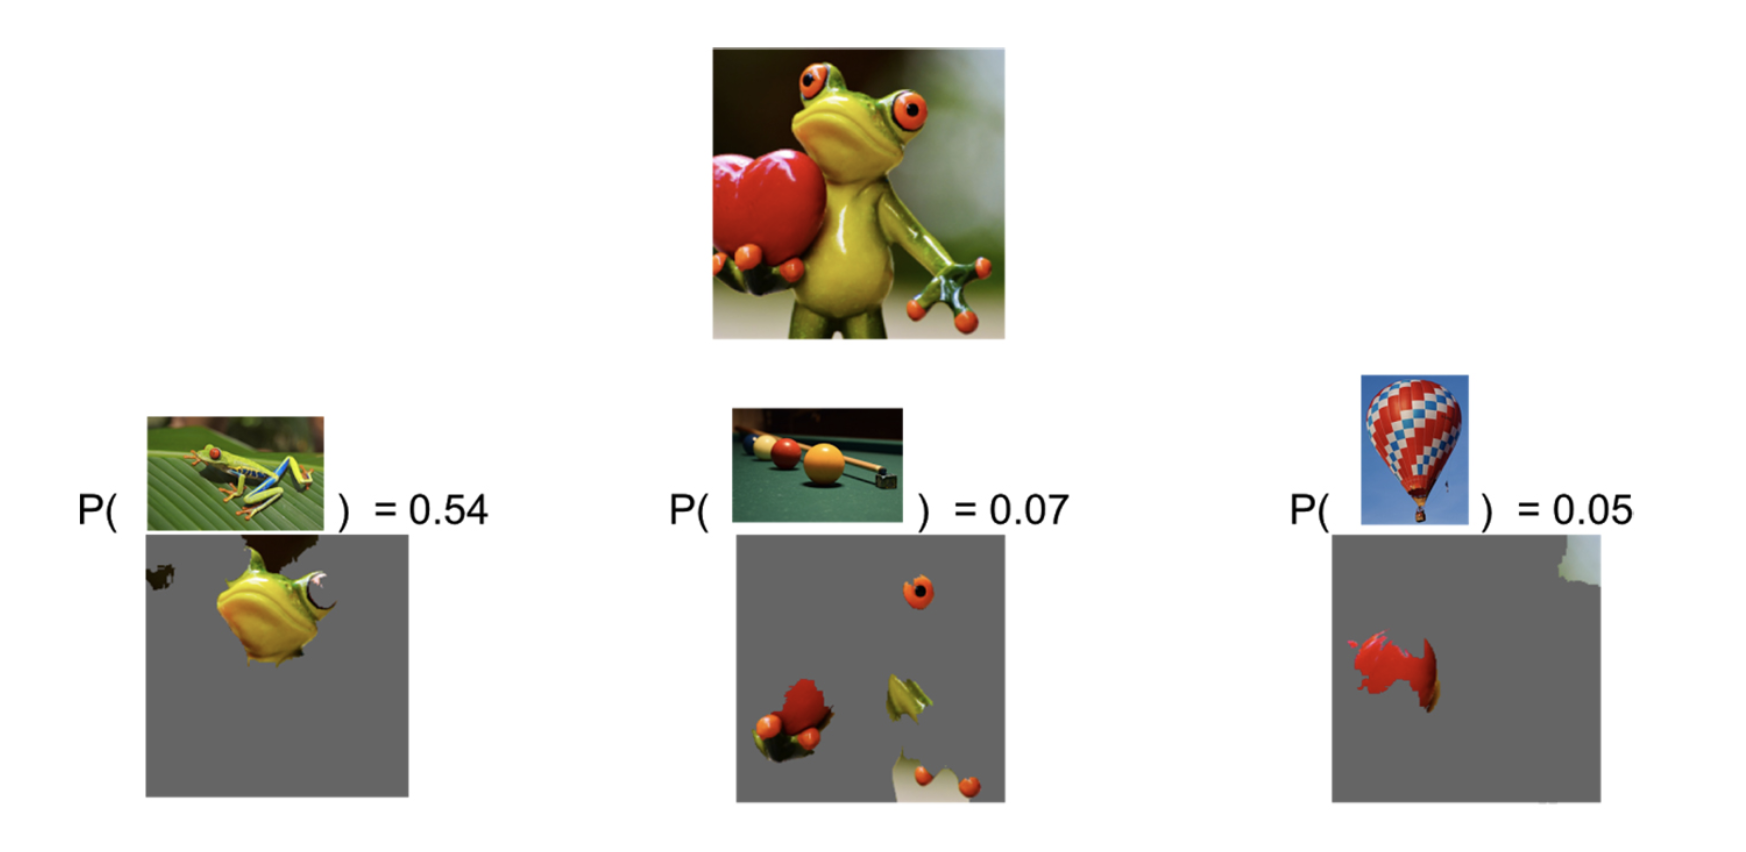 P( ) = 0.54
P( ) = 0.07
P( ) = 0.05